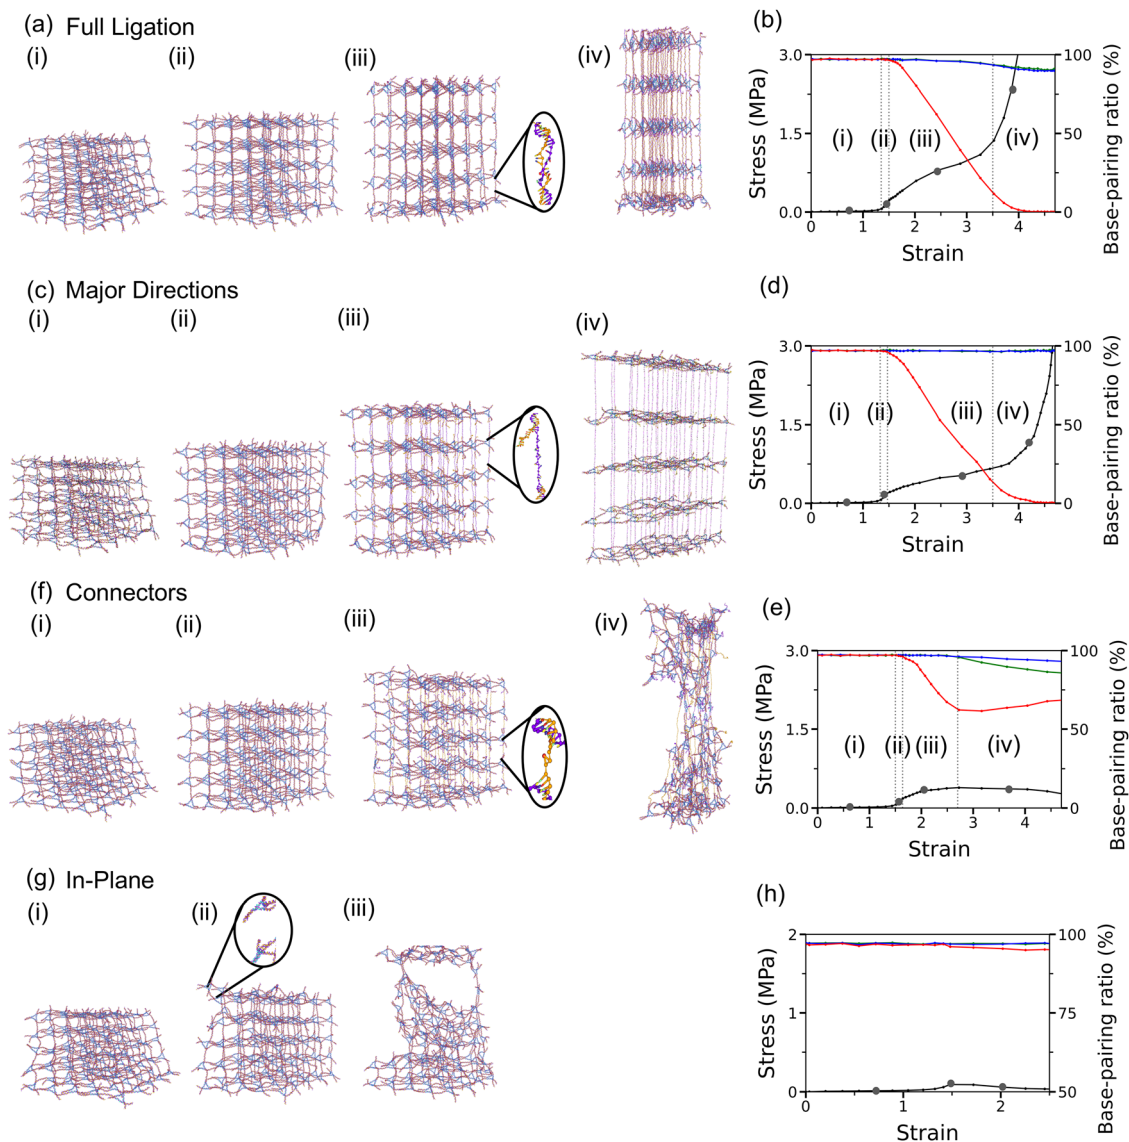 (a) Full Ligation
(i)
(ii)
(iii)
(iv)
(b)
3.0
1.5
0.0
100
50
0
(i)
(ii)
(iii)
(iv)
0 1 2 3 4
Stress (MPa)
Base-pairing ratio (%)
Strain
(c) Major Directions
(i)
(ii)
(iii)
(iv)
(d)
3.0
1.5
0.0
100
50
0
(i)
(ii)
(iii)
(iv)
0 1 2 3 4
Stress (MPa)
Base-pairing ratio (%)
Strain
(f) Connectors
(i)
(ii)
(iii)
(iv)
(e)
3.0
1.5
0.0
100
50
0
(i)
(ii)
(iii)
(iv)
0 1 2 3 4
Stress (MPa)
Base-pairing ratio (%)
Strain
(g) In-Plane
(i)
(ii)
(iii)
(h)
2
1
0
100
75
50
0 1 2
Stress (MPa)
Base-pairing ratio (%)
Strain